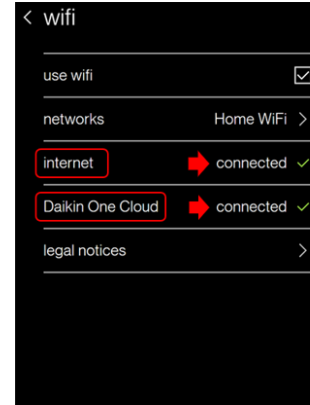 wifi
use wifi
networks Home WiFi
internet connected
Daikin One Cloud connected
legal notices